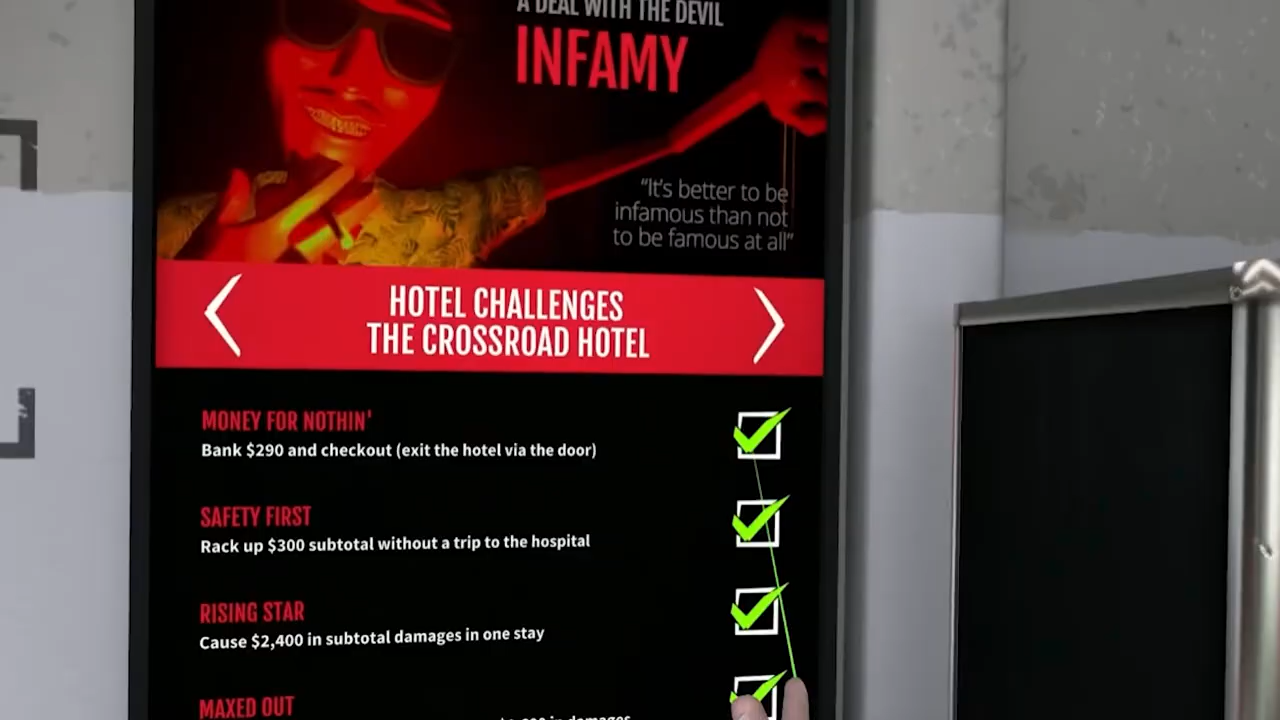 A DEAL WITH THE DEVIL
INFAMY
“It's better to be
infamous than not
to be famous at all”
HOTEL CHALLENGES
THE CROSSROAD HOTEL
MONEY FOR NOTHIN'
Bank $290 and checkout (exit the hotel via the door)
SAFETY FIRST
Rack up $300 subtotal without a trip to the hospital
RISING STAR
Cause $2,400 in subtotal damages in one stay
MAXED OUT
in damages